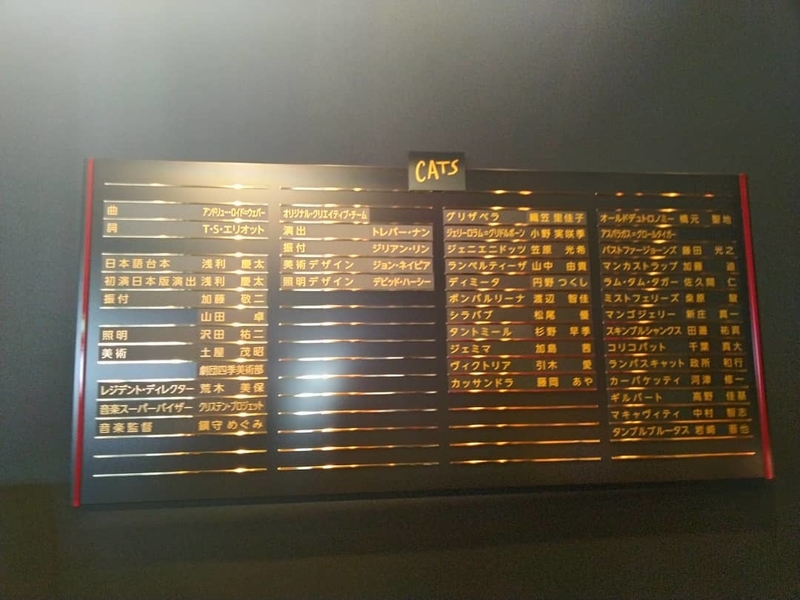 CATS
曲 アンドリュー・ロイド=ウェバー
詞 T・S・エリオット
日本語台本 浅利 慶太
初演日本版演出 浅利 慶太
振付 加藤 敬二
山田 卓
照明 沢田 祐二
美術 土屋 茂昭
劇団四季美術部
レジデント・ディレクター 荒木 美保
音楽スーパーバイザー クリステン・ブロジェット
音楽監督 鎮守 めぐみ
オリジナル・クリエイティブ・チーム
演出 トレバー・ナン
振付 ジリアン・リン
美術デザイン ジョン・ネイピア
照明デザイン デビッド・ハーシー
グリザベラ 織笠 里佳子
ジェリーロラム=グリドルボーン 小野 実咲季
ジェニエニドッツ 笠原 光希
ランペルティーザ 山中 由貴
ディミータ 円野 つくし
ボンバルリーナ 渡辺 智佳
シラバブ 松尾 優
タントミール 杉野 早季
ジェミマ 加島 茜
ヴィクトリア 引木 愛
カッサンドラ 藤岡 あや
オールドデュトロノミー 橋元 聖地
アスパラガス=グロールタイガー
バストファージョーンズ 藤田 光之
マンカストラップ 加藤 迪
ラム・タム・タガー 佐久間 仁
ミストフェリーズ 桑原 駿
マンゴジェリー 新庄 真一
スキンブルシャンクス 田邊 祐真
コリコパット 千葉 真大
ランパスキャット 政所 和行
カーバケッティ 河津 修一
ギルバート 高野 佳基
マキャヴィティ 中村 智志
タンブルブルータス 岩崎 晋也